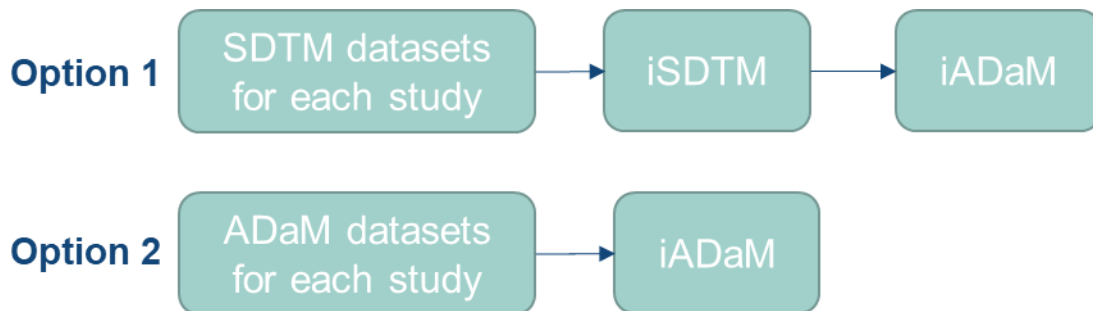 Option 1
SDTM datasets
for each study
iSDTM
iADaM
Option 2
ADaM datasets
for each study
iADaM